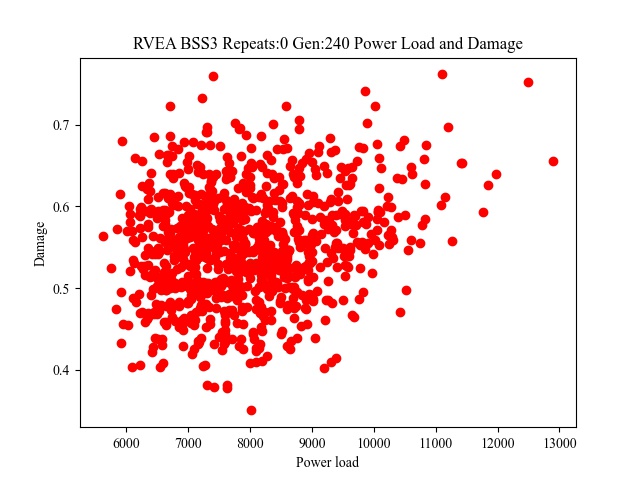 RVEA BSS3 Repeats:0 Gen:240 Power Load and Damage
0.7
0.6
0.5
0.4
Damage
6000 7000 8000 9000 10000 11000 12000 13000
Power load